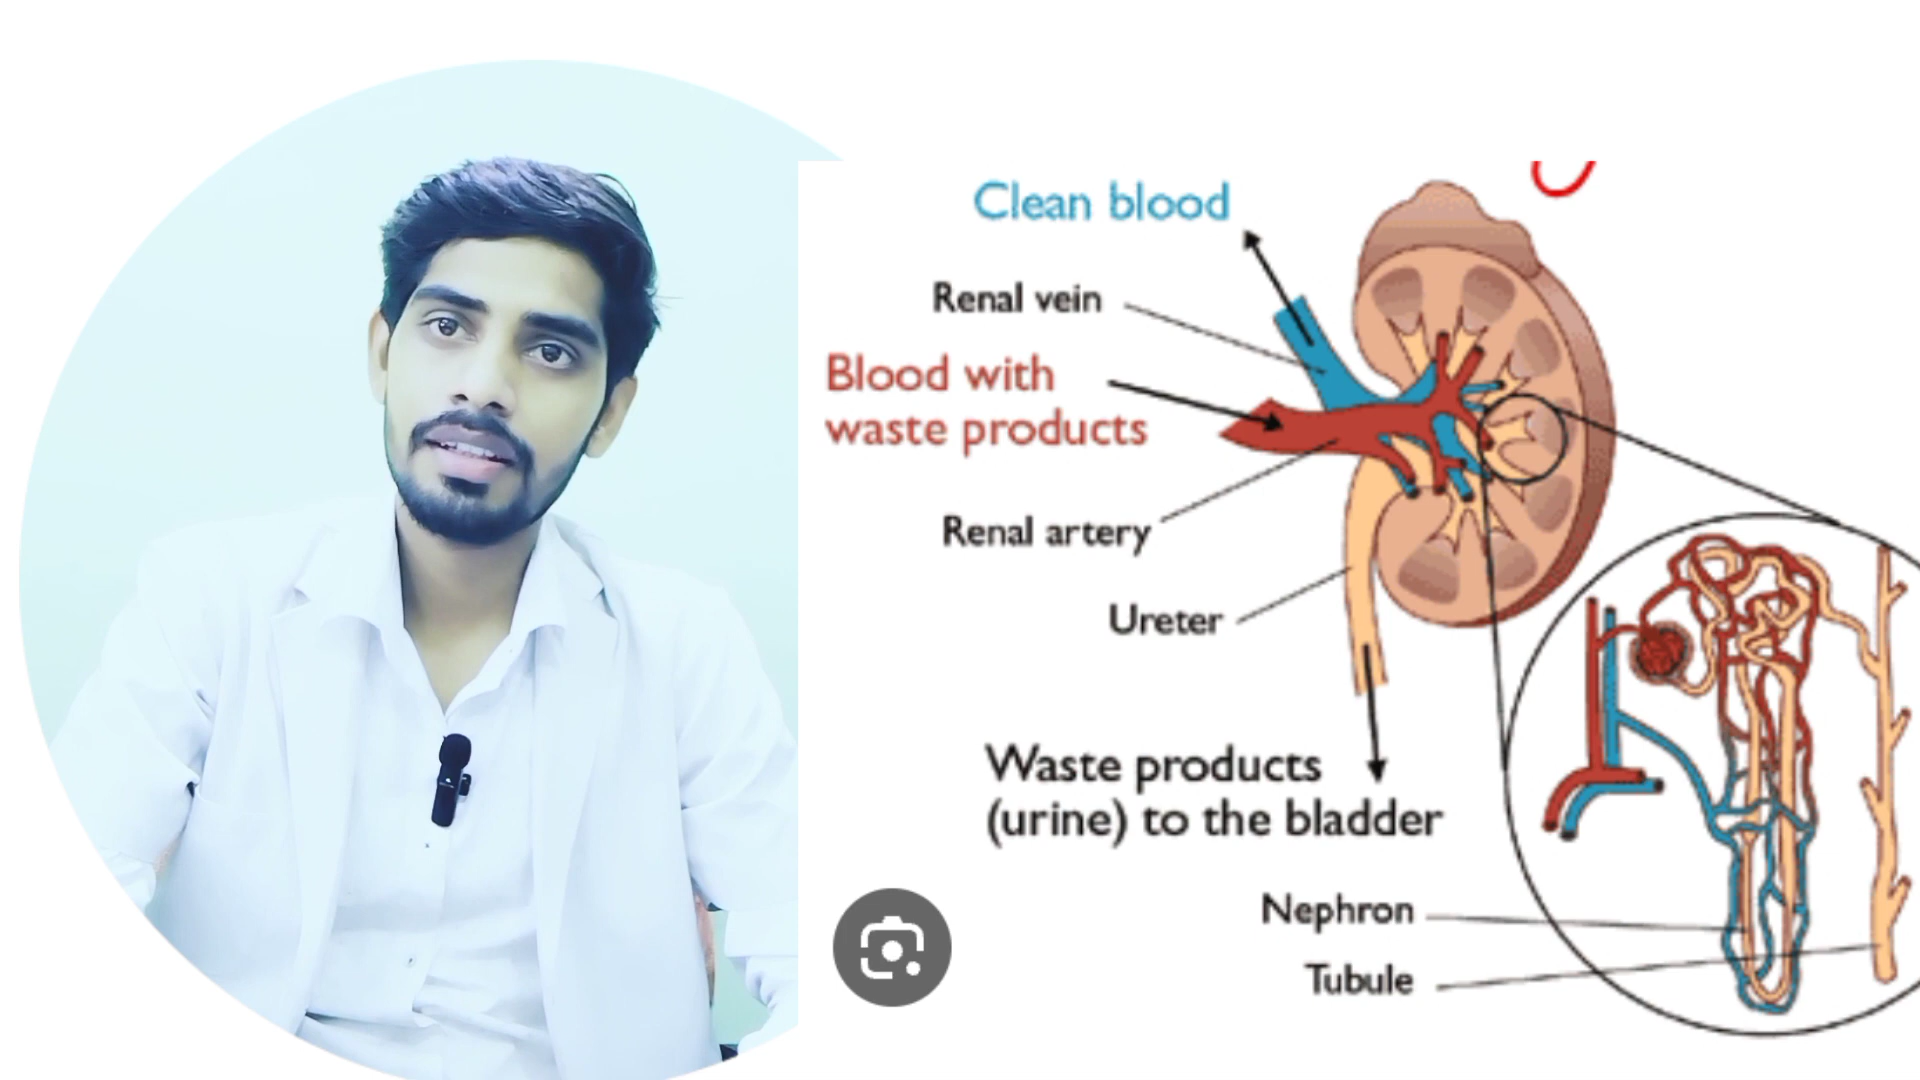 Clean blood
Renal vein
Blood with
waste products
Renal artery
Ureter
Waste products
(urine) to the bladder
Nephron
Tubule